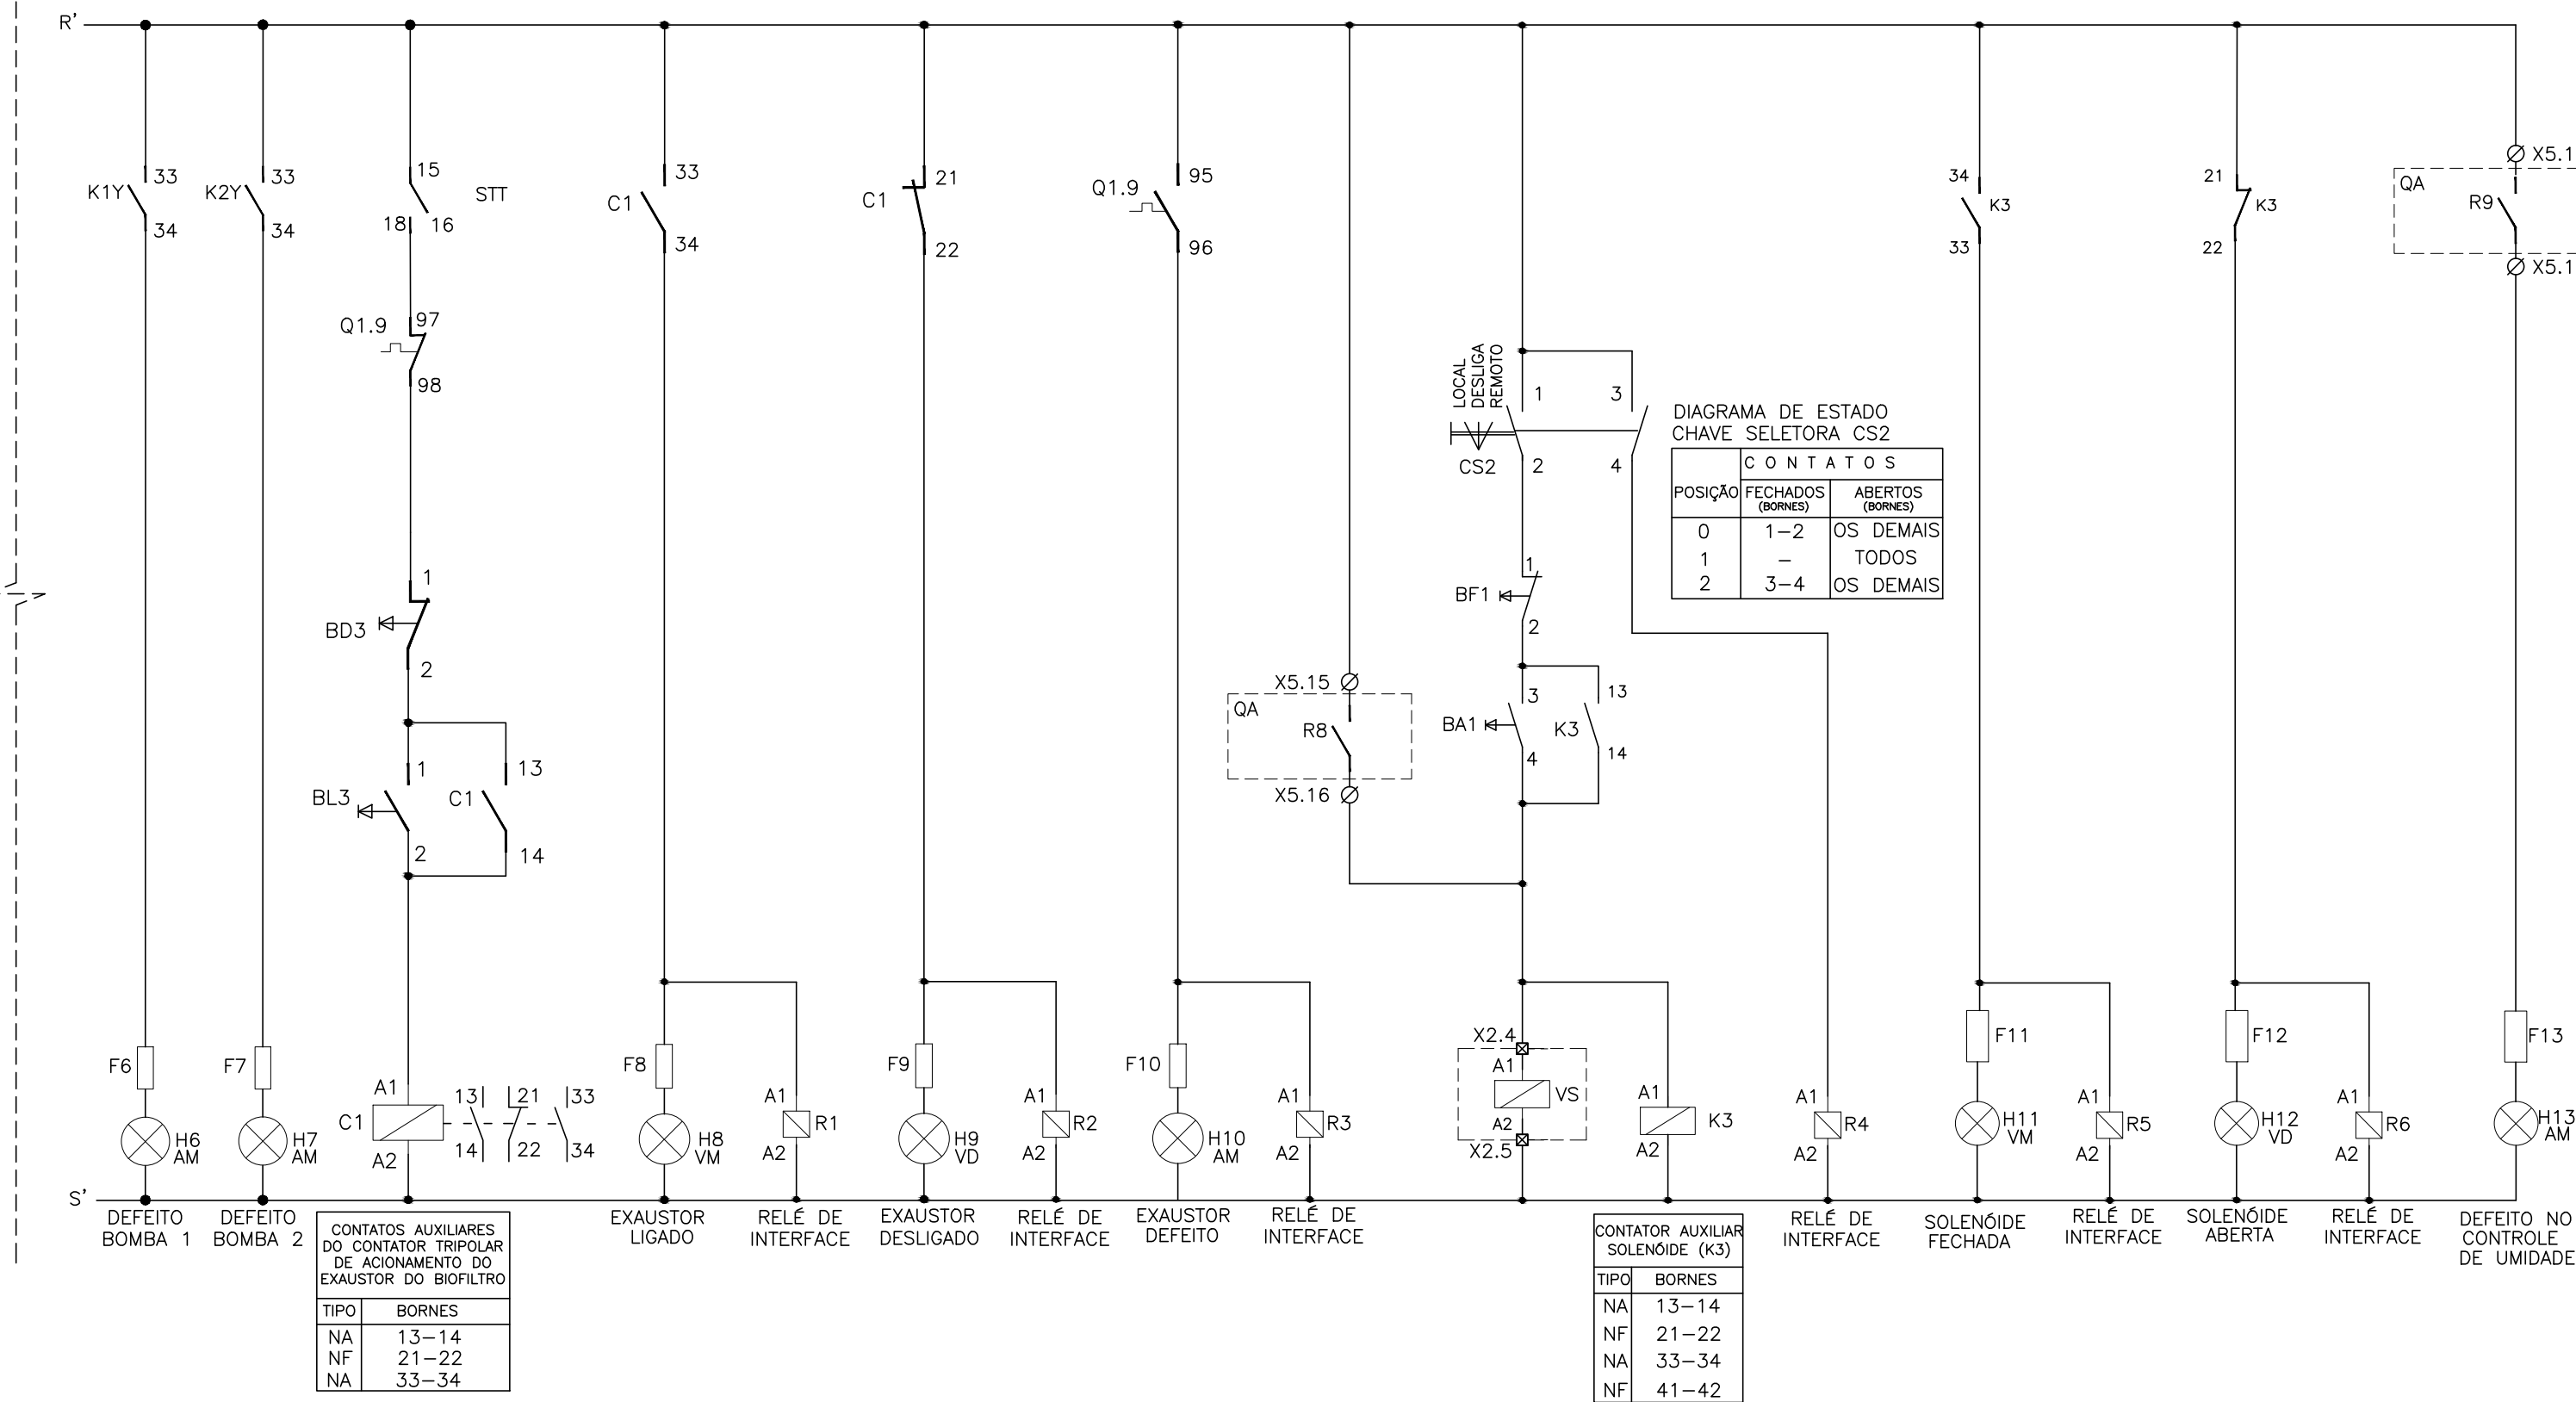 R'
K1Y
33
34
K2Y
33
34
15
STT
18
16
Q1.9
97
98
BD3
1
2
BL3
1
2
C1
13
14
C1
33
34
C1
21
22
Q1.9
95
96
X5.15
QA
R8
X5.16
LOCAL
DESLIGA
REMOTO
CS2
1
2
3
4
DIAGRAMA DE ESTADO
CHAVE SELETORA CS2
CONTATOS
POSIÇÃO FECHADOS ABERTOS
(BORNES) (BORNES)
0 1-2 OS DEMAIS
1 - TODOS
2 3-4 OS DEMAIS
BF1
1
2
BA1
3
4
K3
13
14
34
K3
33
21
K3
22
X5.1
QA
R9
X5.1
F6
H6
AM
F7
H7
AM
A1
C1
A2
13
14
21
22
33
34
F8
H8
VM
A1
R1
A2
F9
H9
VD
A1
R2
A2
F10
H10
AM
A1
R3
A2
X2.4
A1
VS
A2
X2.5
A1
K3
A2
A1
R4
A2
F11
H11
VM
A1
R5
A2
F12
H12
VD
A1
R6
A2
F13
H13
AM
S'
DEFEITO
BOMBA 1
DEFEITO
BOMBA 2
CONTATOS AUXILIARES
DO CONTATOR TRIPOLAR
DE ACIONAMENTO DO
EXAUSTOR DO BIOFILTRO
TIPO BORNES
NA 13-14
NF 21-22
NA 33-34
EXAUSTOR
LIGADO
RELÉ DE
INTERFACE
EXAUSTOR
DESLIGADO
RELÉ DE
INTERFACE
EXAUSTOR
DEFEITO
RELÉ DE
INTERFACE
CONTATOR AUXILIAR
SOLENÓIDE (K3)
TIPO BORNES
NA 13-14
NF 21-22
NA 33-34
NF 41-42
RELÉ DE
INTERFACE
SOLENÓIDE
FECHADA
RELÉ DE
INTERFACE
SOLENÓIDE
ABERTA
RELÉ DE
INTERFACE
DEFEITO NO
CONTROLE
DE UMIDADE